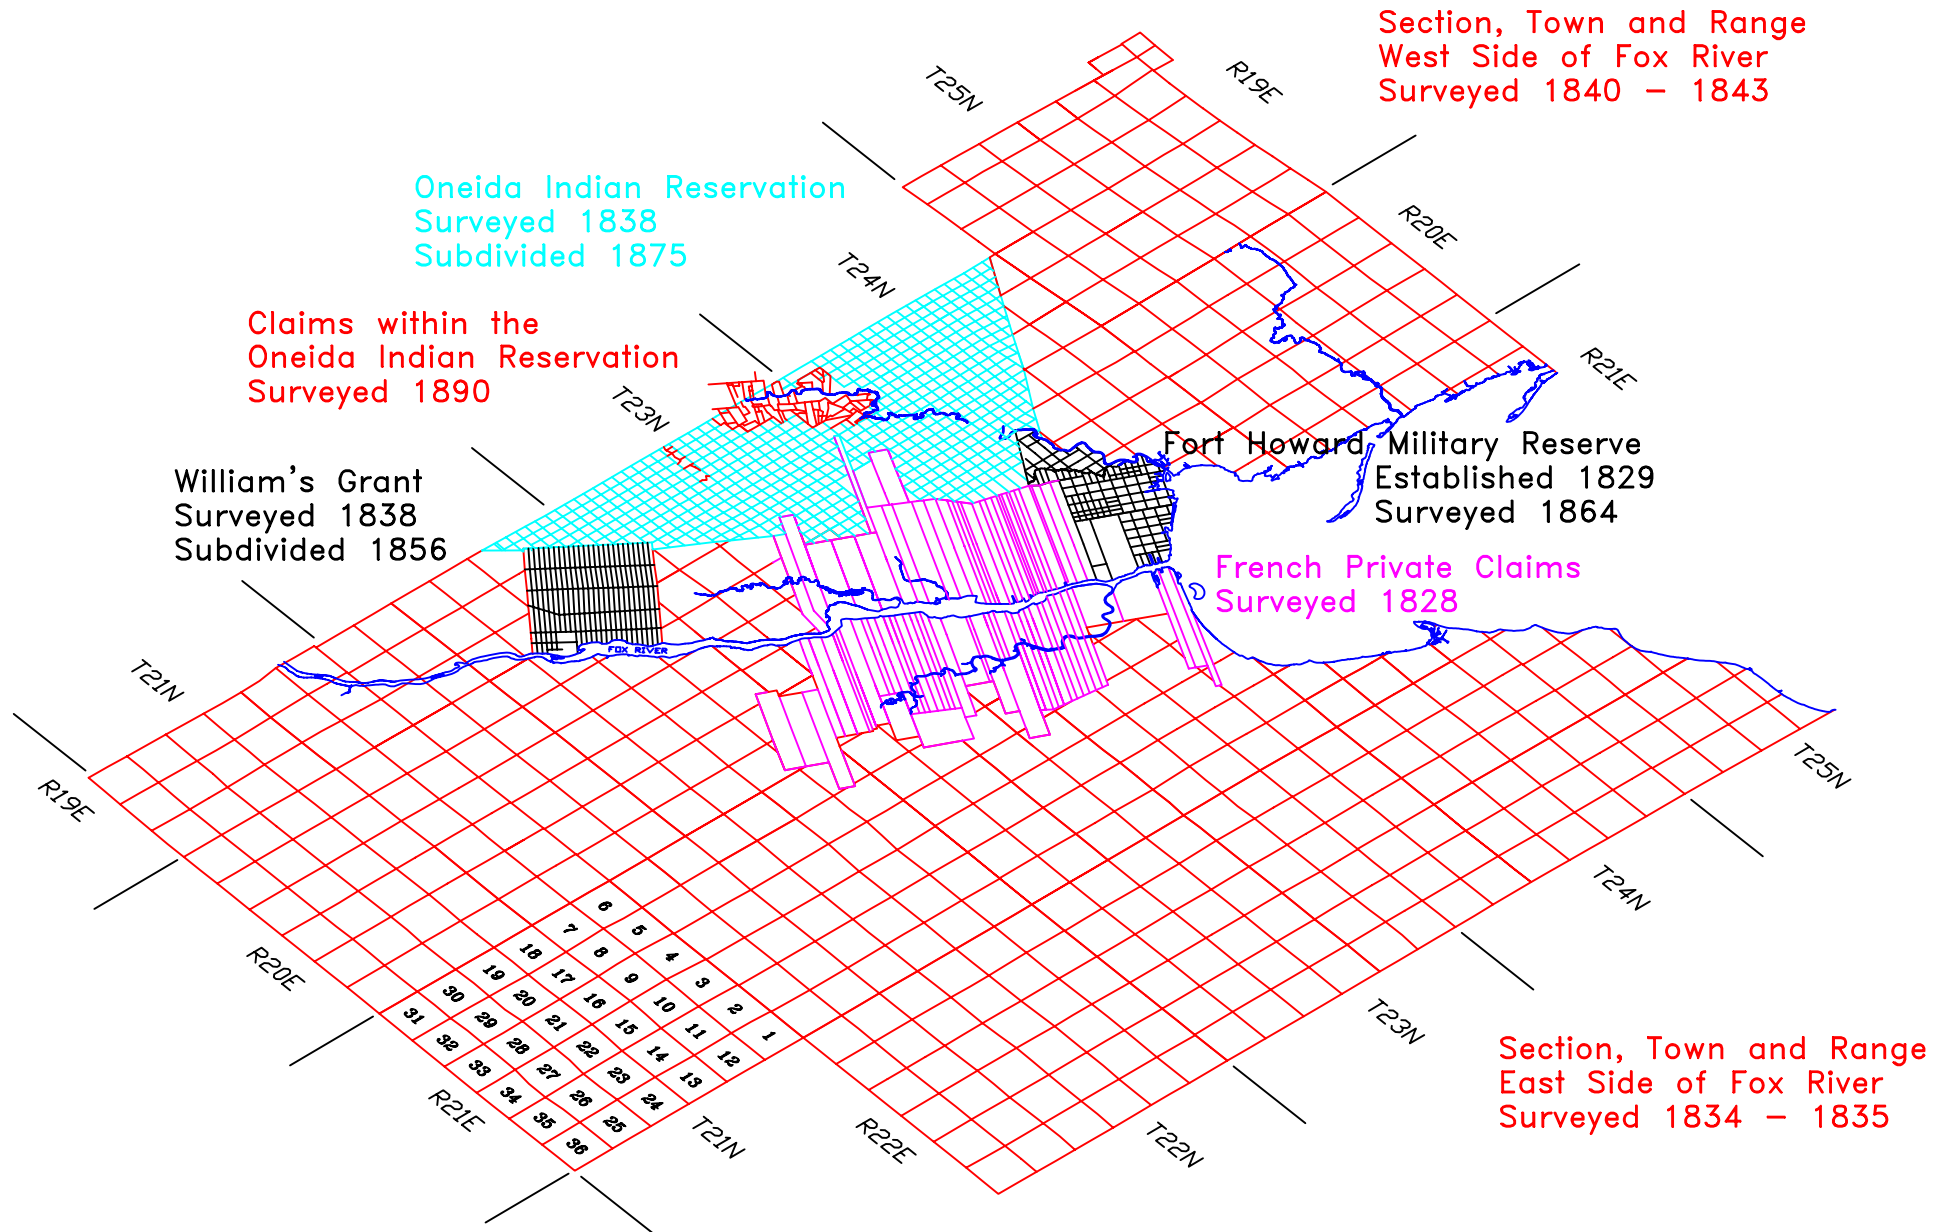 Section, Town and Range
West Side of Fox River
Surveyed 1840 - 1843
T25N
R19E
Oneida Indian Reservation
Surveyed 1838
Subdivided 1875
R20E
T24N
Claims within the
Oneida Indian Reservation
Surveyed 1890
R21E
T23N
Fort Howard Military Reserve
Established 1829
Surveyed 1864
William's Grant
Surveyed 1838
Subdivided 1856
French Private Claims
Surveyed 1828
FOX RIVER
T21N
R19E
T25N
T24N
R20E
T23N
R21E
T21N
R22E
T22N
6 5 4 3 2 1
7 8 9 10 11 12
18 17 16 15 14 13
19 20 21 22 23 24
30 29 28 27 26 25
31 32 33 34 35 36
Section, Town and Range
East Side of Fox River
Surveyed 1834 - 1835